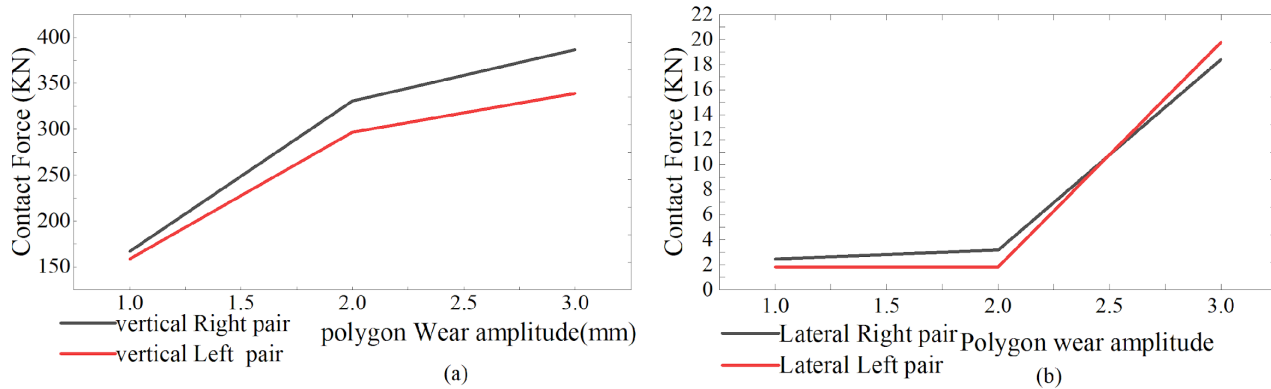 Contact Force (KN)
400
350
300
250
200
150
1.0 1.5 2.0 2.5 3.0
vertical Right pair
polygon Wear amplitude(mm)
vertical Left pair
(a)
Contact Force (KN)
22
20
18
16
14
12
10
8
6
4
2
0
1.0 1.5 2.0 2.5 3.0
Lateral Right pair
Polygon wear amplitude
Lateral Left pair
(b)